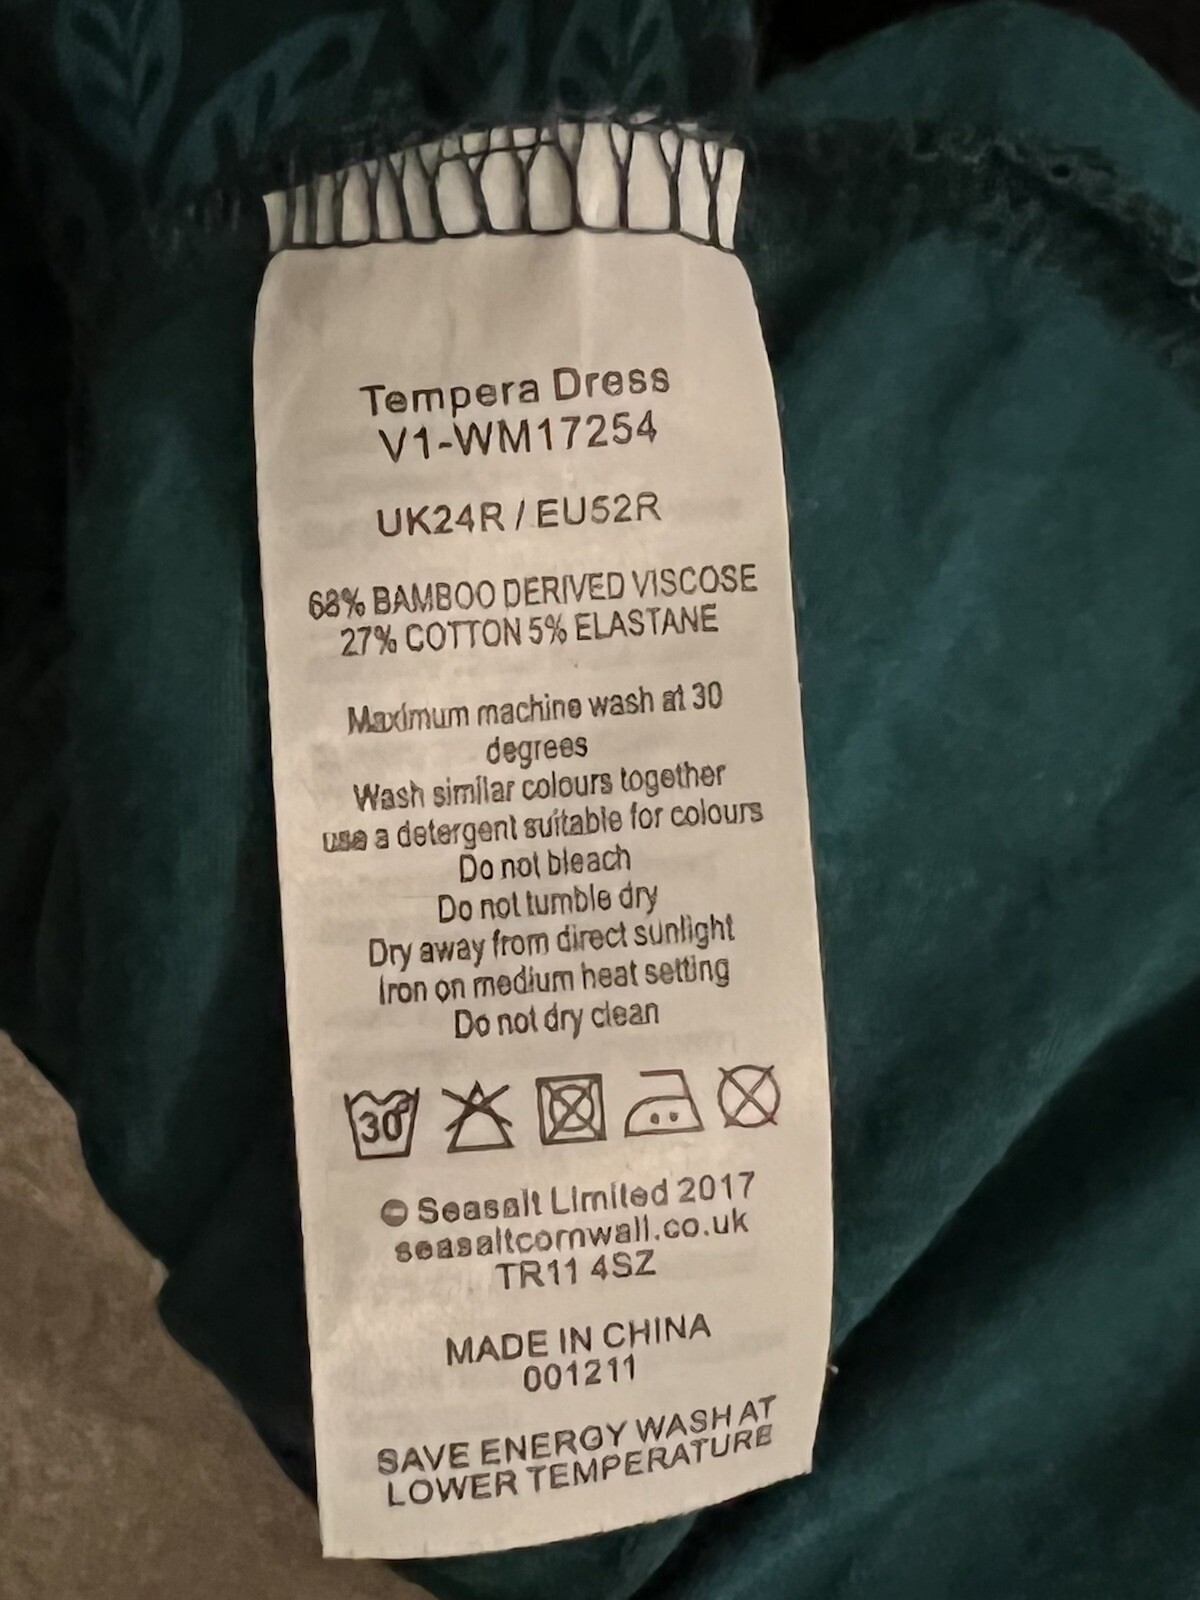 Tempera Dress
V1-WM17254
UK24R / EU52R
68% BAMBOO DERIVED VISCOSE
27% COTTON 5% ELASTANE
Maximum machine wash at 30
degrees
Wash similar colours together
use a detergent suitable for colours
Do not bleach
Do not tumble dry
Dry away from direct sunlight
Iron on medium heat setting
Do not dry clean
30°
© Seasalt Limited 2017
seasaltcornwall.co.uk
TR11 4SZ
MADE IN CHINA
001211
SAVE ENERGY WASH AT
LOWER TEMPERATURE